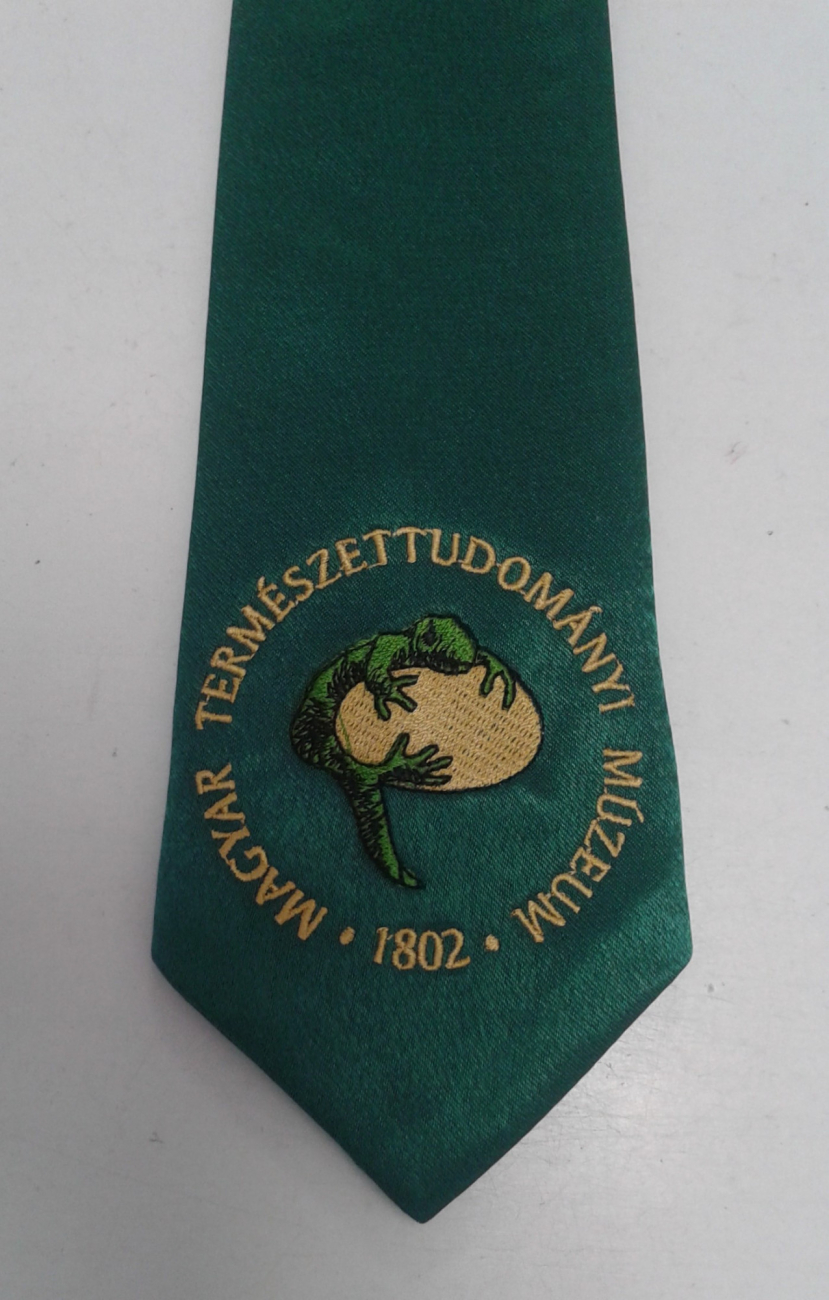 MAGYAR TERMÉSZETTUDOMÁNYI MÚZEUM
• 1802 •